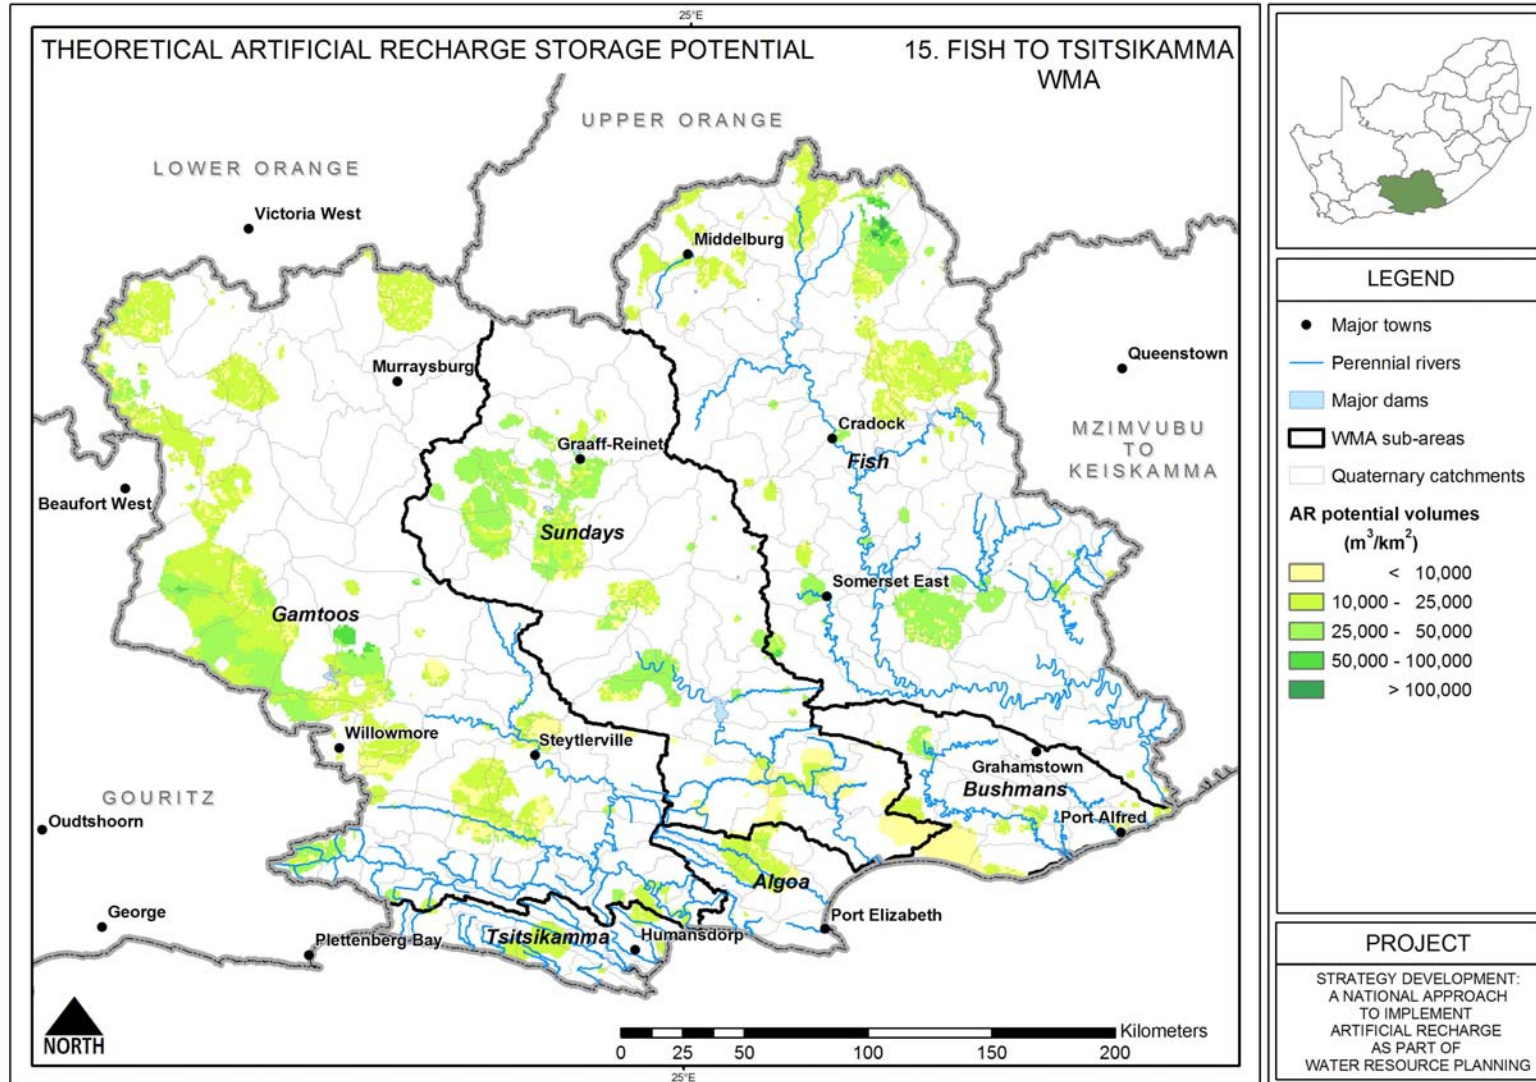 25°E
THEORETICAL ARTIFICIAL RECHARGE STORAGE POTENTIAL
15. FISH TO TSITSIKAMMA
WMA
UPPER ORANGE
LOWER ORANGE
Victoria West
Middelburg
Queenstown
Murraysburg
Cradock
MZIMVUBU
TO
KEISKAMMA
Graaff-Reinet
Fish
Beaufort West
Sundays
Somerset East
Gamtoos
Willowmore
Steytlerville
Grahamstown
Bushmans
GOURITZ
Port Alfred
Oudtshoorn
Algoa
George
Port Elizabeth
Plettenberg Bay
Tsitsikamma
Humansdorp
NORTH
Kilometers
0 25 50 100 150 200
25°E
LEGEND
Major towns
Perennial rivers
Major dams
WMA sub-areas
Quaternary catchments
AR potential volumes
(m³/km²)
< 10,000
10,000 - 25,000
25,000 - 50,000
50,000 - 100,000
> 100,000
PROJECT
STRATEGY DEVELOPMENT:
A NATIONAL APPROACH
TO IMPLEMENT
ARTIFICIAL RECHARGE
AS PART OF
WATER RESOURCE PLANNING